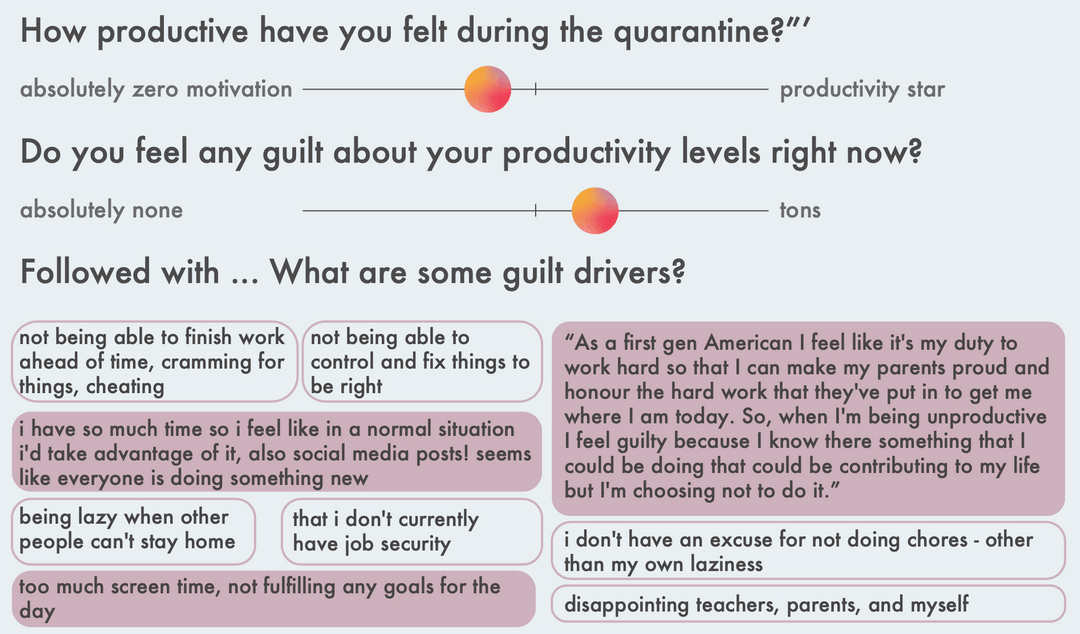 How productive have you felt during the quarantine?”’
absolutely zero motivation
productivity star
Do you feel any guilt about your productivity levels right now?
absolutely none
tons
Followed with ... What are some guilt drivers?
not being able to finish work
ahead of time, cramming for
things, cheating
not being able to
control and fix things to
be right
i have so much time so i feel like in a normal situation
i'd take advantage of it, also social media posts! seems
like everyone is doing something new
being lazy when other
people can't stay home
that i don't currently
have job security
too much screen time, not fulfilling any goals for the
day
“As a first gen American I feel like it's my duty to
work hard so that I can make my parents proud and
honour the hard work that they've put in to get me
where I am today. So, when I'm being unproductive
I feel guilty because I know there something that I
could be doing that could be contributing to my life
but I'm choosing not to do it.”
i don't have an excuse for not doing chores - other
than my own laziness
disappointing teachers, parents, and myself